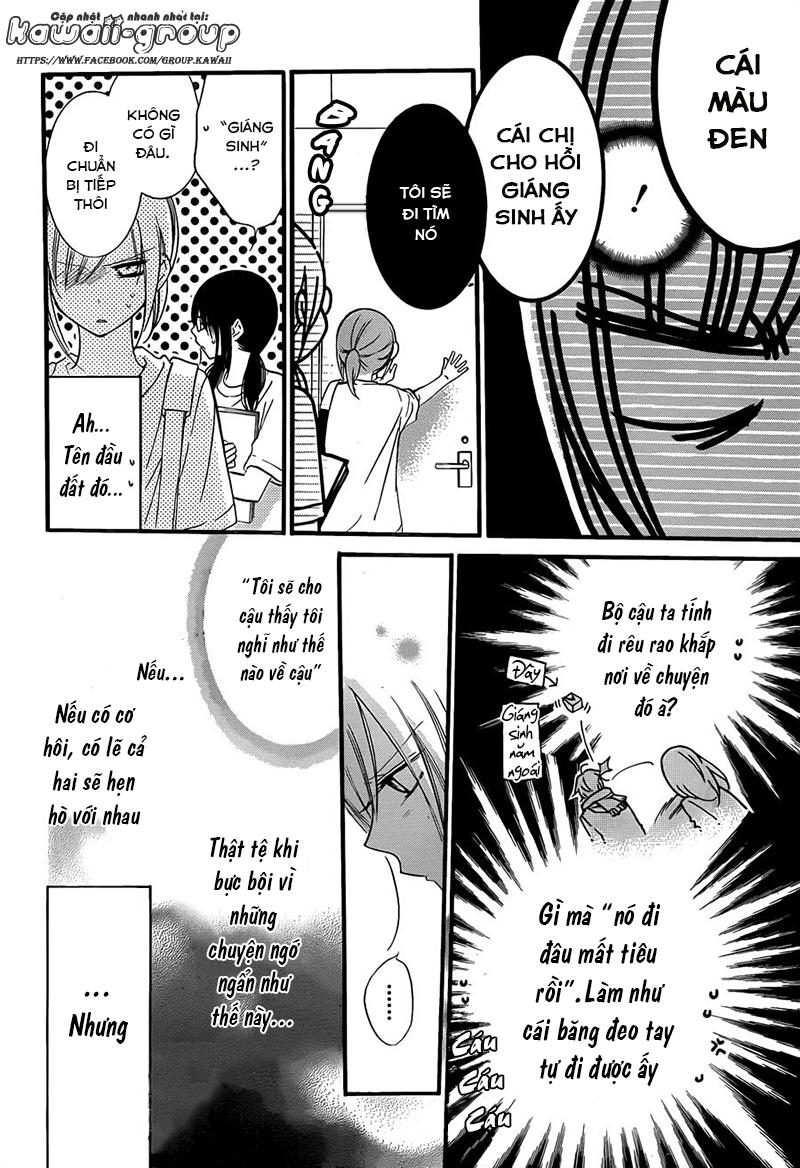 Cập nhật nhanh nhất tại:
kawaii-group
HTTPS://WWW.FACEBOOK.COM/GROUP.KAWAII
CÁI
MÀU
ĐEN
!
CÁI CHỊ
CHO HỒI
GIÁNG
SINH ẤY
TÔI SẼ
ĐI TÌM
NÓ
BANG
"GIÁNG
SINH"
...?
KHÔNG
CÓ GÌ
ĐÂU.
ĐI
CHUẨN
BỊ TIẾP
THÔI
Ah...
Tên đầu
đất đó...
Bộ cậu ta tính
đi rêu rao khắp
nơi về chuyện
đó à?
Đây
Giáng
sinh
năm
ngoái
Gì mà "nó đi
đâu mất tiêu
rồi".Làm như
cái băng đeo tay
tự đi được ấy
Cáu
Cáu
Cáu
"Tôi sẽ cho
cậu thấy tôi
nghĩ như thế
nào về cậu"
......
Nếu...
Nếu có cơ
hôi, có lẽ cả
hai sẽ hẹn
hò với nhau
Thật tệ khi
bực bội vì
những
chuyện ngớ
ngẩn như
thế này...
...
Nhưng